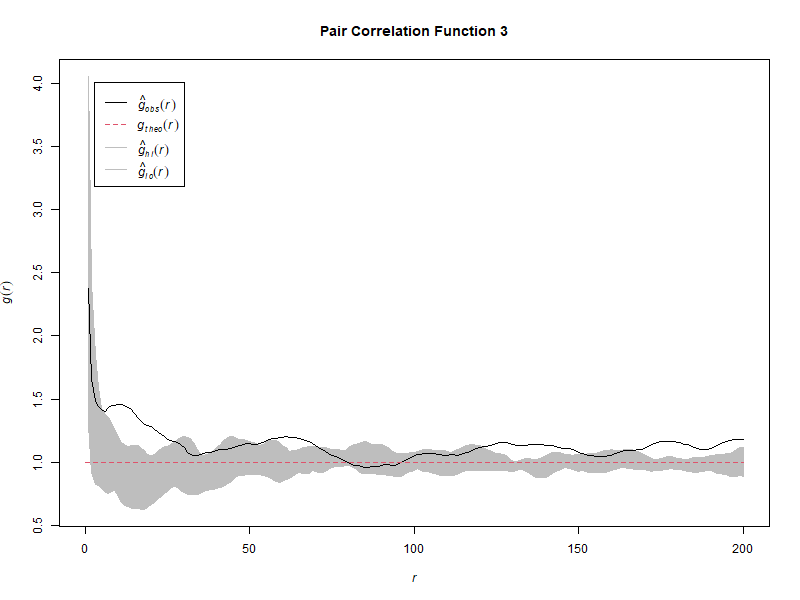 Pair Correlation Function 3
ĝobs(r)
gtheo(r)
ĝhi(r)
ĝlo(r)
4.0
3.5
3.0
2.5
2.0
1.5
1.0
0.5
g(r)
0 50 100 150 200
r